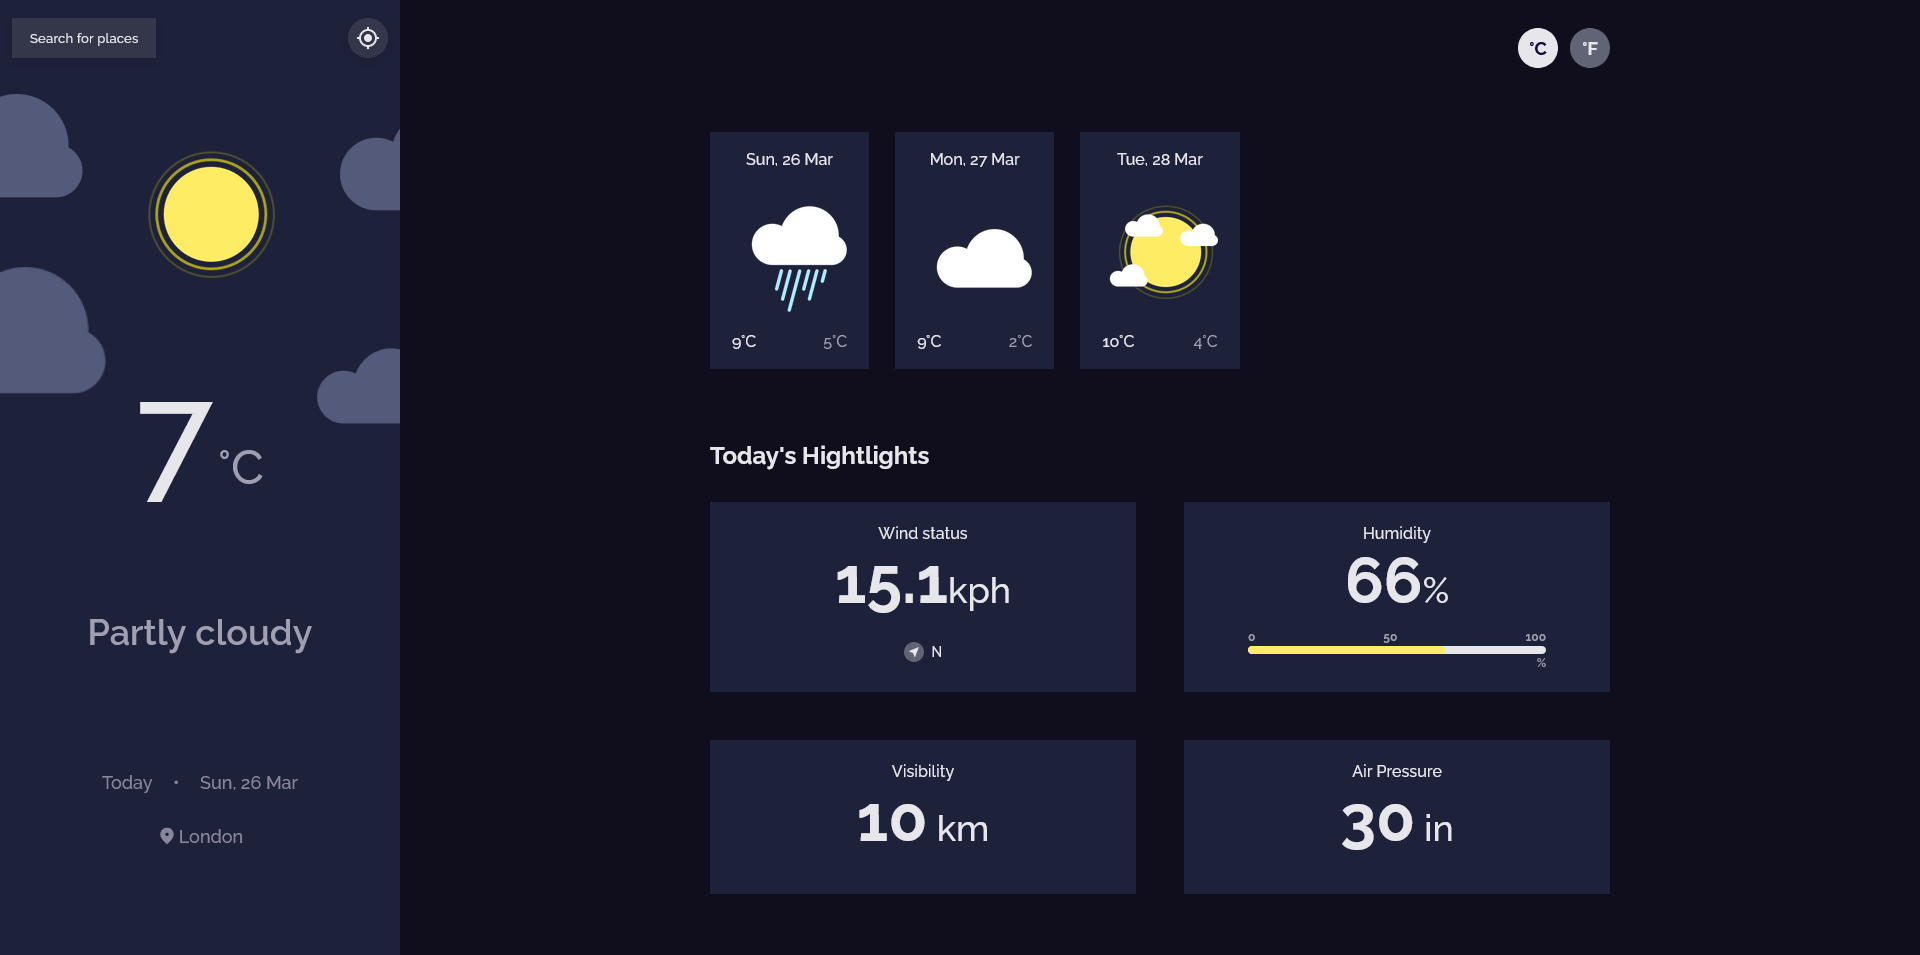 Search for places
7 °C
Partly cloudy
Today • Sun, 26 Mar
London
°C °F
Sun, 26 Mar
9°C 5°C
Mon, 27 Mar
9°C 2°C
Tue, 28 Mar
10°C 4°C
Today's Hightlights
Wind status
15.1kph
N
Humidity
66%
0 50 100
%
Visibility
10 km
Air Pressure
30 in